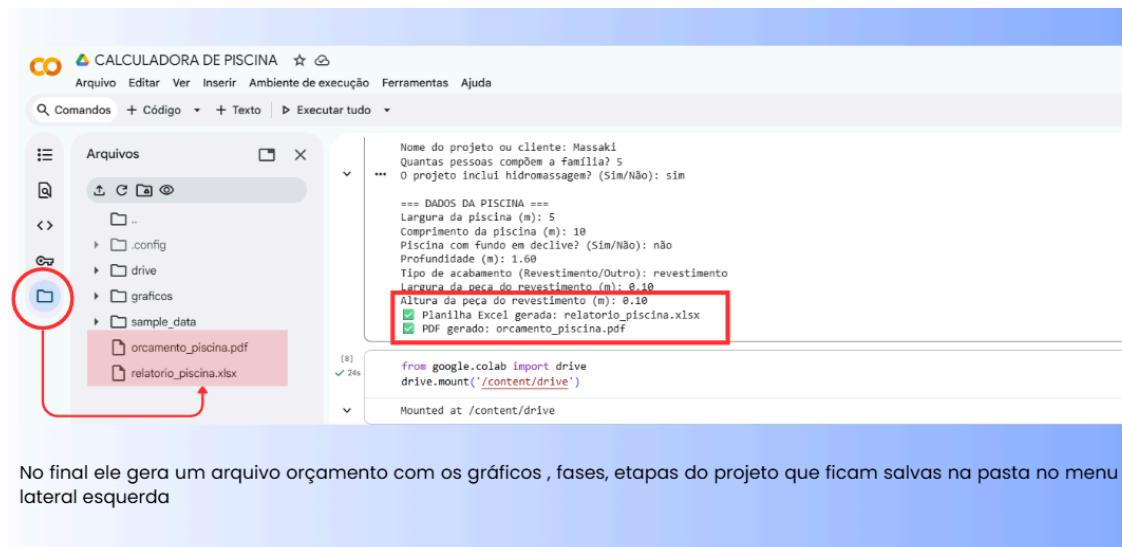 CALCULADORA DE PISCINA
Arquivo Editar Ver Inserir Ambiente de execução Ferramentas Ajuda
Comandos + Código + Texto Executar tudo
Arquivos
..
.config
drive
graficos
sample_data
orcamento_piscina.pdf
relatorio_piscina.xlsx
Nome do projeto ou cliente: Massaki
Quantas pessoas compõem a família? 5
... O projeto inclui hidromassagem? (Sim/Não): sim
=== DADOS DA PISCINA ===
Largura da piscina (m): 5
Comprimento da piscina (m): 10
Piscina com fundo em declive? (Sim/Não): não
Profundidade (m): 1.60
Tipo de acabamento (Revestimento/Outro): revestimento
Largura da peça do revestimento (m): 0.10
Altura da peça do revestimento (m): 0.10
✅ Planilha Excel gerada: relatorio_piscina.xlsx
✅ PDF gerado: orcamento_piscina.pdf
[8]
24s
from google.colab import drive
drive.mount('/content/drive')
Mounted at /content/drive
No final ele gera um arquivo orçamento com os gráficos , fases, etapas do projeto que ficam salvas na pasta no menu
lateral esquerda